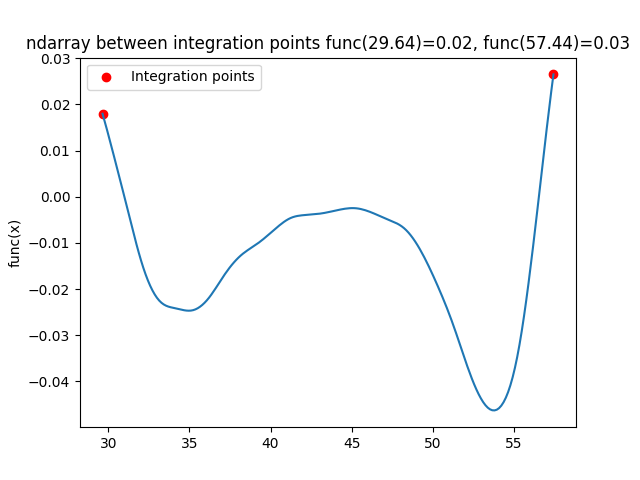 ndarray between integration points func(29.64)=0.02, func(57.44)=0.03
Integration points
func(x)
0.03
0.02
0.01
0.00
−0.01
−0.02
−0.03
−0.04
30 35 40 45 50 55